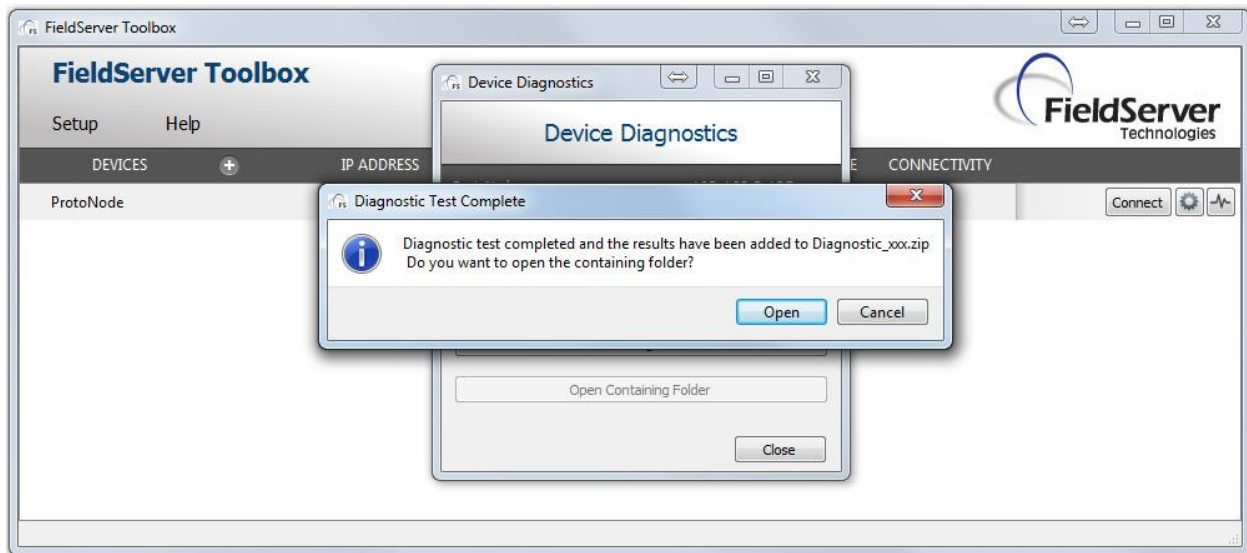 FieldServer Toolbox
FieldServer Toolbox
Setup Help
FieldServer
Technologies
DEVICES IP ADDRESS CONNECTIVITY
ProtoNode
Connect
Device Diagnostics
Device Diagnostics
Diagnostic Test Complete
Diagnostic test completed and the results have been added to Diagnostic_xxx.zip
Do you want to open the containing folder?
Open Cancel
Open Containing Folder
Close